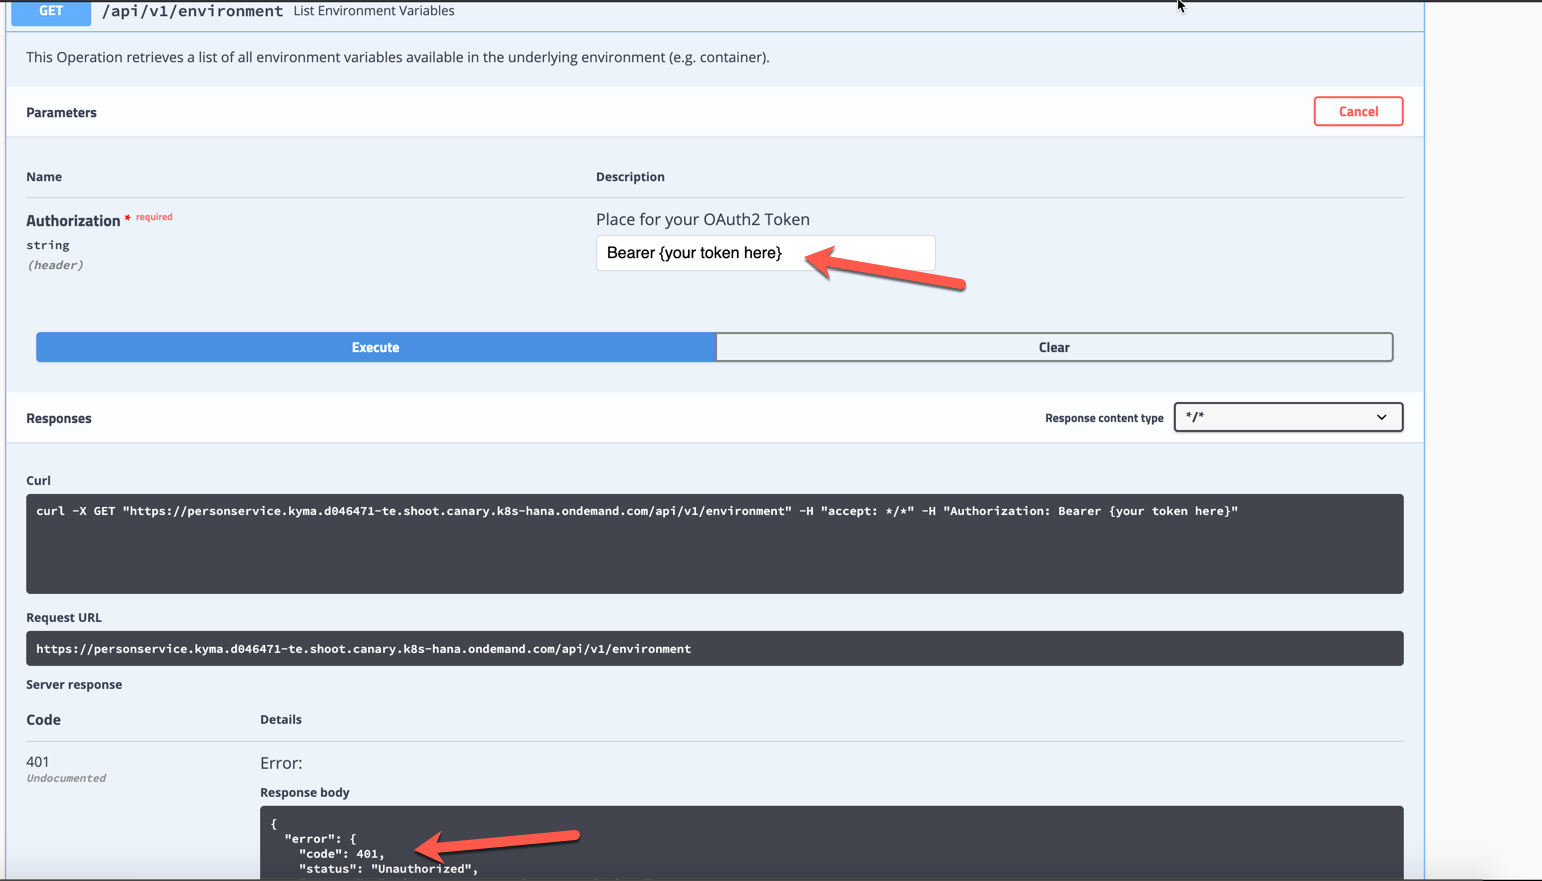 GET /api/v1/environment List Environment Variables
This Operation retrieves a list of all environment variables available in the underlying environment (e.g. container).
Parameters
Cancel
Name Description
Authorization * required
string
(header)
Place for your OAuth2 Token
Bearer {your token here}
Execute
Clear
Responses
Response content type
*/*
Curl
curl -X GET "https://personservice.kyma.d046471-te.shoot.canary.k8s-hana.ondemand.com/api/v1/environment" -H "accept: */*" -H "Authorization: Bearer {your token here}"
Request URL
https://personservice.kyma.d046471-te.shoot.canary.k8s-hana.ondemand.com/api/v1/environment
Server response
Code Details
401
Undocumented
Error:
Response body
{
"error": {
"code": 401,
"status": "Unauthorized",